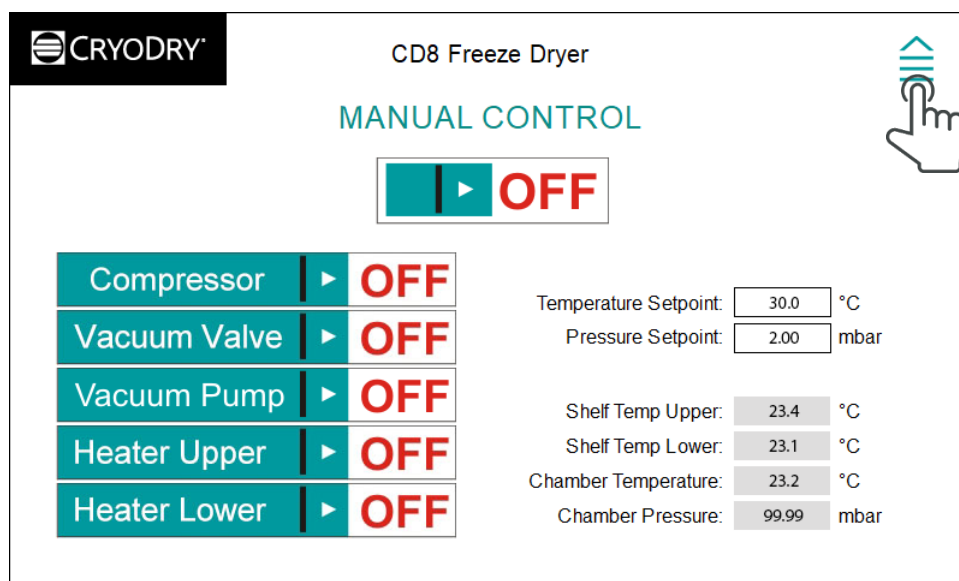 CRYODRY
CD8 Freeze Dryer
MANUAL CONTROL
OFF
Compressor OFF
Vacuum Valve OFF
Vacuum Pump OFF
Heater Upper OFF
Heater Lower OFF
Temperature Setpoint: 30.0 °C
Pressure Setpoint: 2.00 mbar
Shelf Temp Upper: 23.4 °C
Shelf Temp Lower: 23.1 °C
Chamber Temperature: 23.2 °C
Chamber Pressure: 99.99 mbar